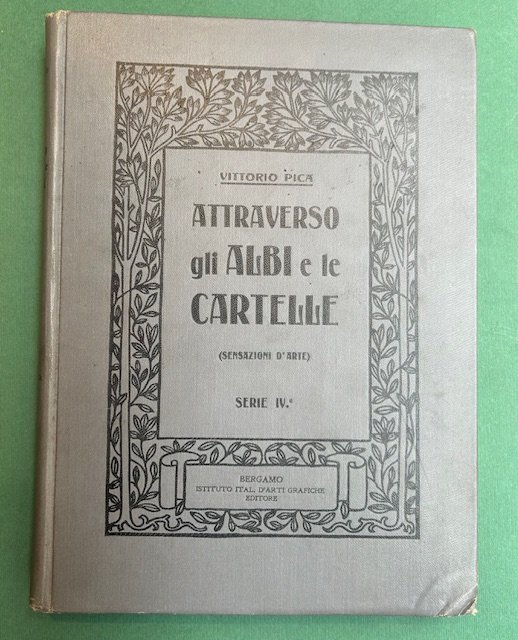 VITTORIO PICA
ATTRAVERSO
gli ALBI e le
CARTELLE
(SENSAZIONI D'ARTE)
SERIE IV.ª
BERGAMO
ISTITUTO ITAL. D'ARTI GRAFICHE
EDITORE